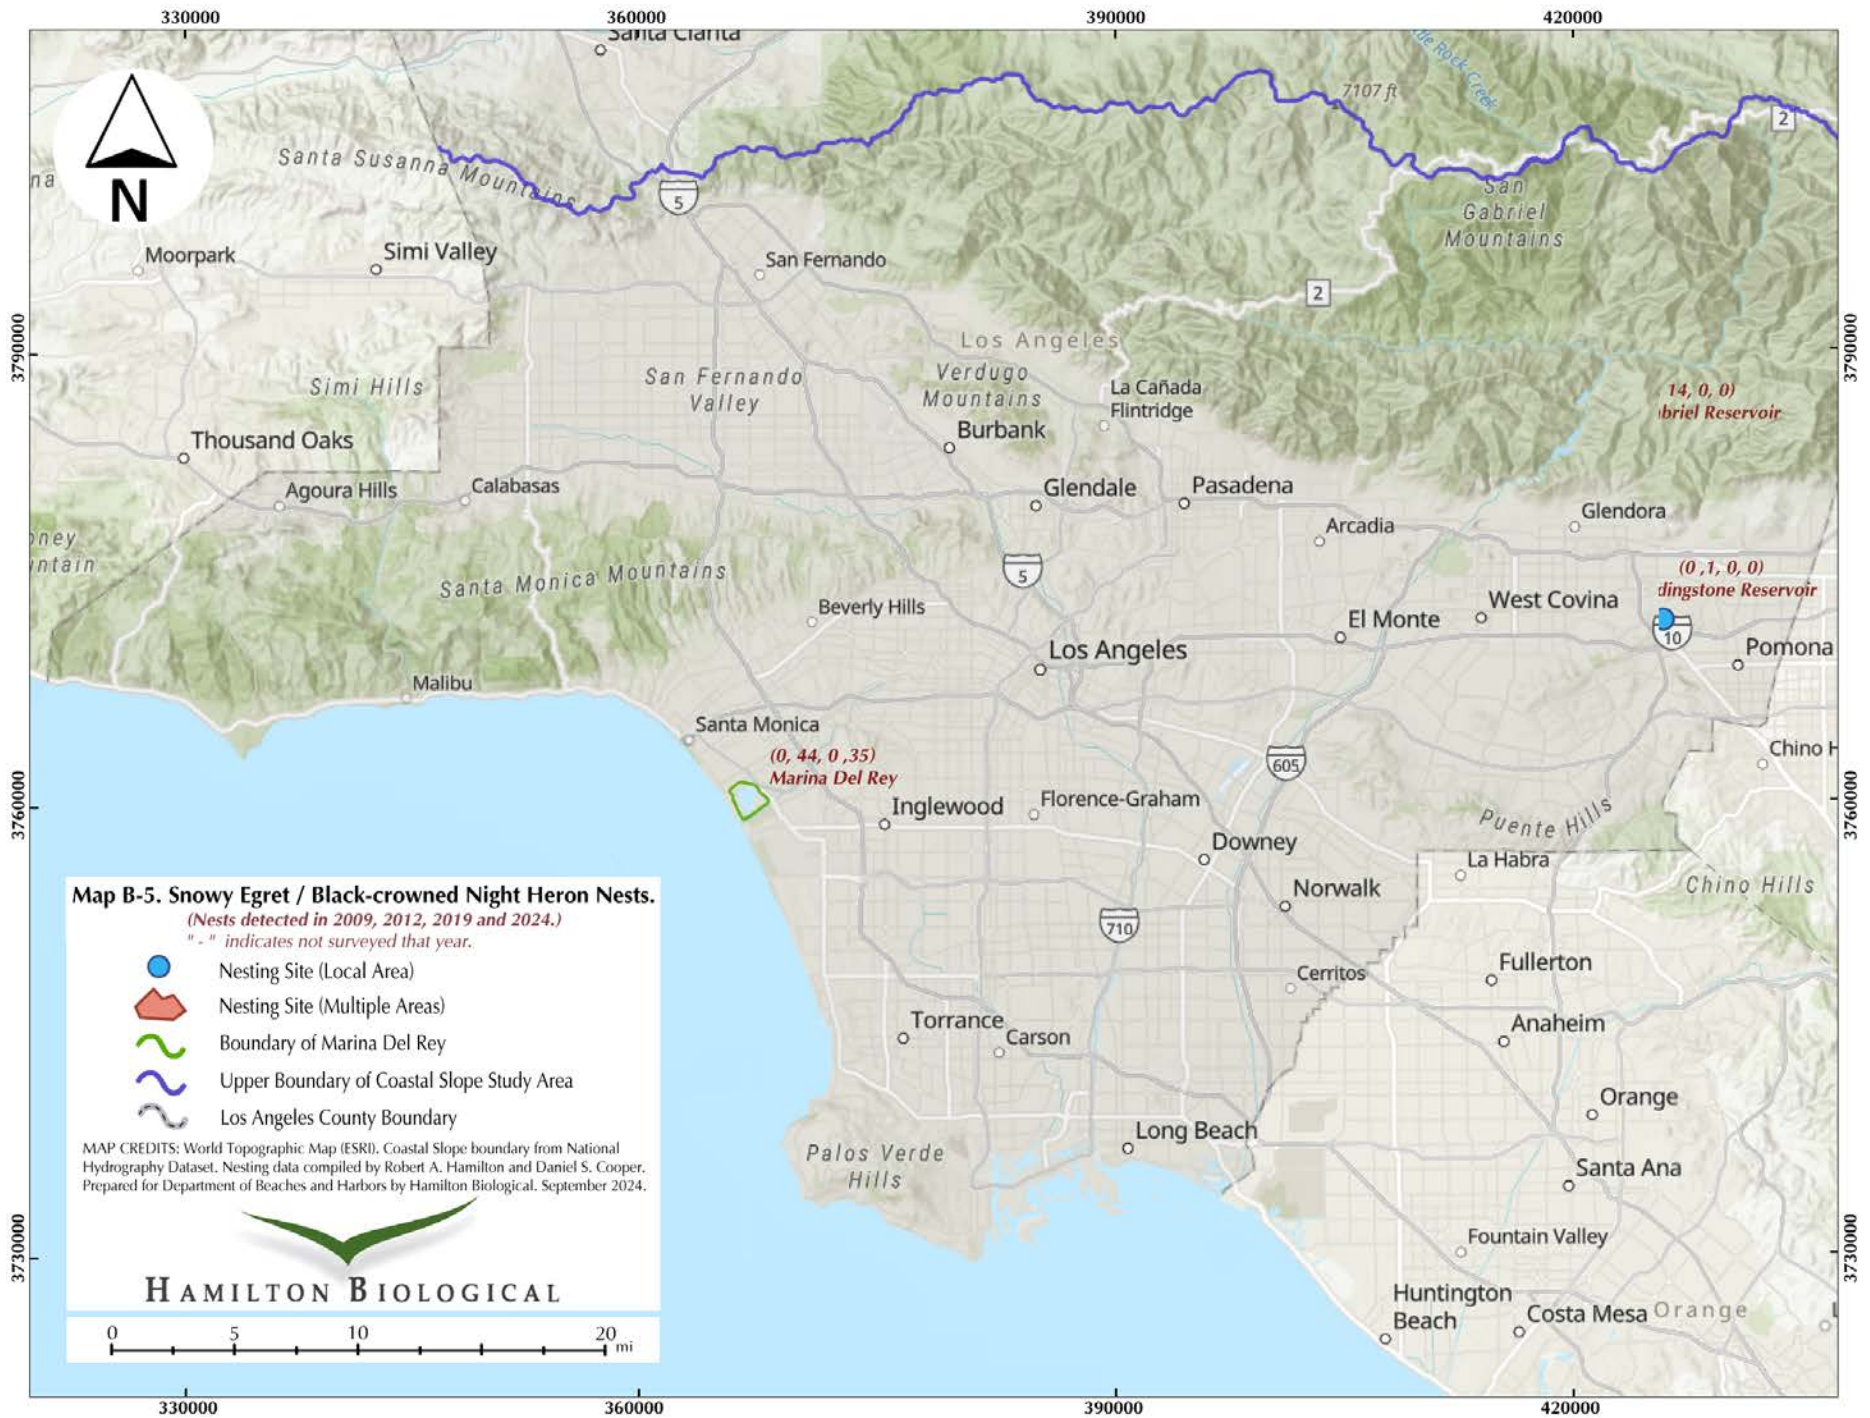 330000
360000
390000
420000
Santa Clarita
7107 ft
2
Santa Susanna Mountains
na
N
5
San
Gabriel
Mountains
Moorpark
Simi Valley
San Fernando
2
3790000
3790000
Los Angeles
Simi Hills
San Fernando
Valley
Verdugo
Mountains
La Cañada
Flintridge
14, 0, 0)
briel Reservoir
Thousand Oaks
Burbank
Agoura Hills
Calabasas
Glendale
Pasadena
Arcadia
Glendora
oney
untain
Santa Monica Mountains
5
(0 ,1, 0, 0)
dingstone Reservoir
Beverly Hills
El Monte
West Covina
10
Pomona
Los Angeles
Malibu
Santa Monica
(0, 44, 0 ,35)
Marina Del Rey
605
Chino H
3760000
3760000
Inglewood
Florence-Graham
Puente Hills
Downey
La Habra
Chino Hills
Norwalk
710
Fullerton
Cerritos
Torrance
Carson
Anaheim
Orange
Palos Verde
Hills
Long Beach
Santa Ana
Fountain Valley
3730000
3730000
Huntington
Beach
Costa Mesa
Orange
Map B-5. Snowy Egret / Black-crowned Night Heron Nests.
(Nests detected in 2009, 2012, 2019 and 2024.)
" - " indicates not surveyed that year.
Nesting Site (Local Area)
Nesting Site (Multiple Areas)
Boundary of Marina Del Rey
Upper Boundary of Coastal Slope Study Area
Los Angeles County Boundary
MAP CREDITS: World Topographic Map (ESRI). Coastal Slope boundary from National
Hydrography Dataset. Nesting data compiled by Robert A. Hamilton and Daniel S. Cooper.
Prepared for Department of Beaches and Harbors by Hamilton Biological. September 2024.
HAMILTON BIOLOGICAL
0 5 10 20 mi
330000
360000
390000
420000